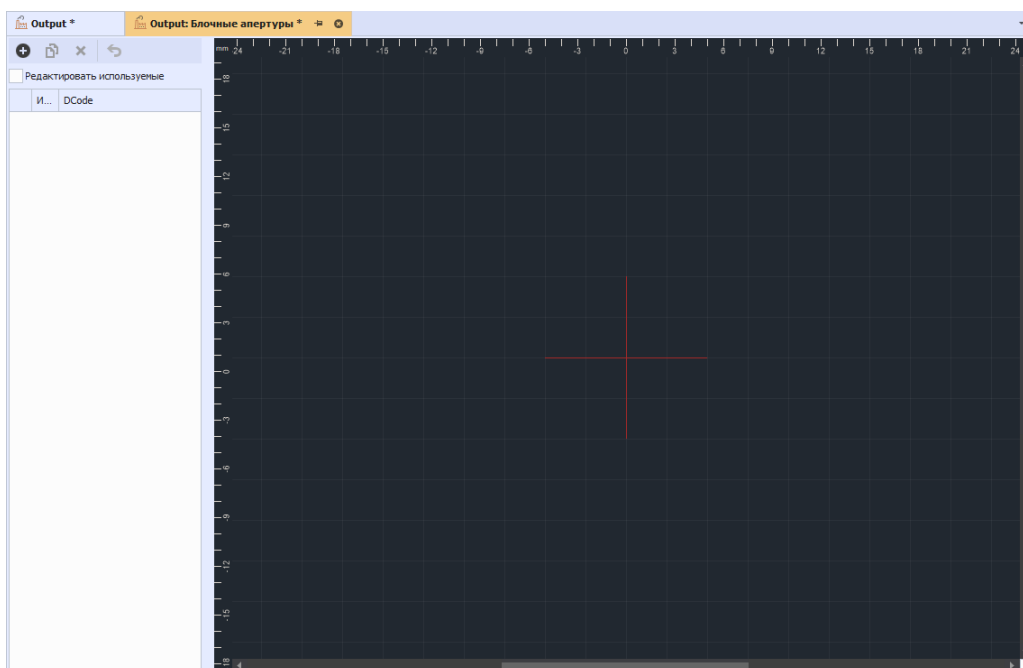 Output *
Output: Блочные апертуры *
Редактировать используемые
И... DCode
mm 24 -21 -18 -15 -12 -9 -6 -3 0 3 6 9 12 15 18 21 24
18
15
12
9
6
3
0
-3
-6
-9
-12
-15
-18